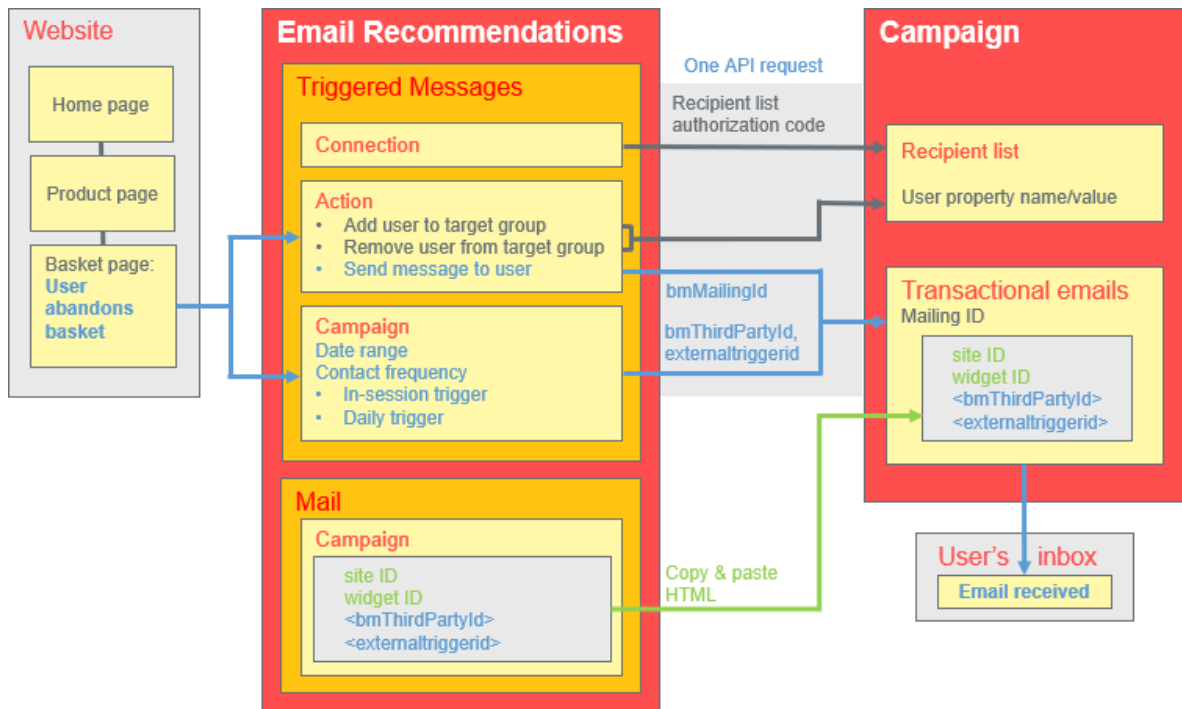 Website
Home page
Product page
Basket page:
User
abandons
basket
Email Recommendations
Triggered Messages
Connection
Action
• Add user to target group
• Remove user from target group
• Send message to user
Campaign
Date range
Contact frequency
• In-session trigger
• Daily trigger
Mail
Campaign
site ID
widget ID
<bmThirdPartyId>
<externaltriggerid>
One API request
Recipient list
authorization code
bmMailingId
bmThirdPartyId,
externaltriggerid
Copy & paste
HTML
Campaign
Recipient list
User property name/value
Transactional emails
Mailing ID
site ID
widget ID
<bmThirdPartyId>
<externaltriggerid>
User's inbox
Email received